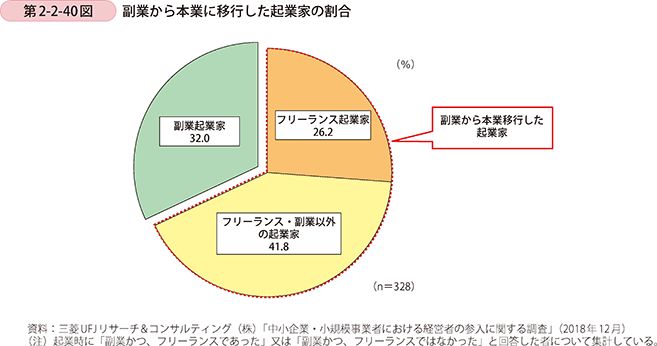 第2-2-40図 副業から本業に移行した起業家の割合
(%)
副業起業家
32.0
フリーランス起業家
26.2
副業から本業移行した
起業家
フリーランス・副業以外
の起業家
41.8
(n=328)
資料:三菱UFJリサーチ&コンサルティング(株)「中小企業・小規模事業者における経営者の参入に関する調査」(2018年12月)
(注)起業時に「副業かつ、フリーランスであった」又は「副業かつ、フリーランスではなかった」と回答した者について集計している。